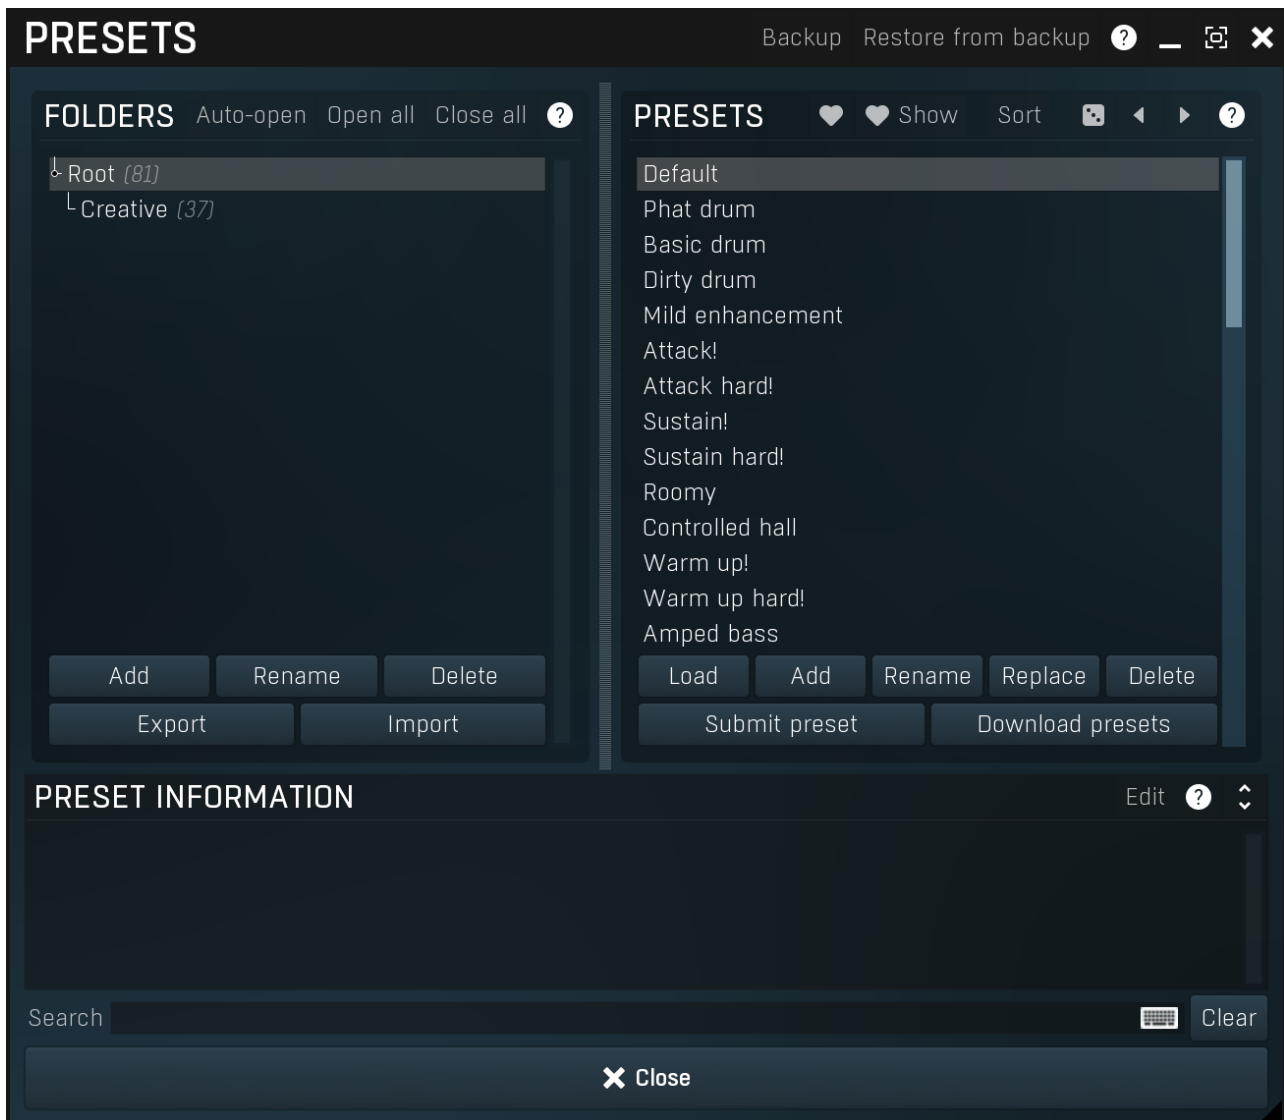 PRESETS Backup Restore from backup ?
FOLDERS Auto-open Open all Close all ?
Root (81)
Creative (37)
Add Rename Delete
Export Import
PRESETS Show Sort ?
Default
Phat drum
Basic drum
Dirty drum
Mild enhancement
Attack!
Attack hard!
Sustain!
Sustain hard!
Roomy
Controlled hall
Warm up!
Warm up hard!
Amped bass
Load Add Rename Replace Delete
Submit preset Download presets
PRESET INFORMATION Edit ?
Search Clear
Close